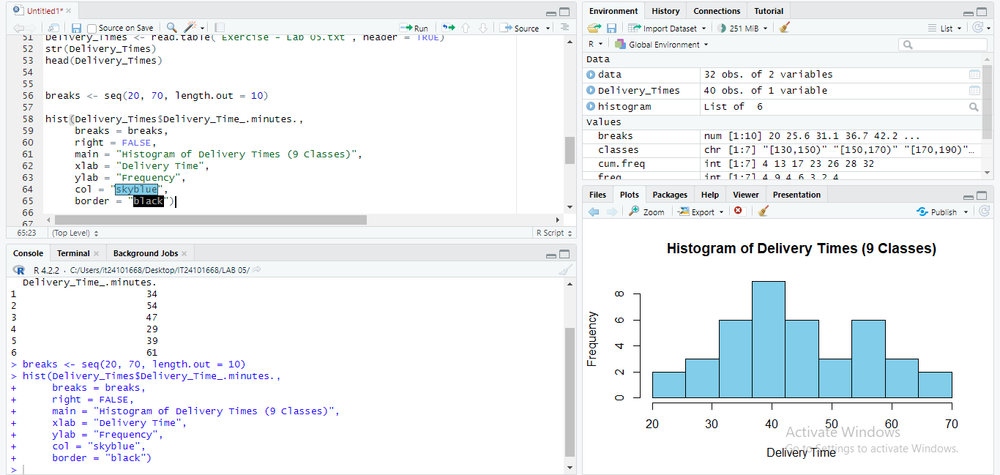 Untitled1*
Source on Save
Run
Source
51 Delivery_Times <- read.table("Exercise - Lab 05.txt", header = TRUE)
52 str(Delivery_Times)
53 head(Delivery_Times)
54
55
56 breaks <- seq(20, 70, length.out = 10)
57
58 hist(Delivery_Times$Delivery_Time_.minutes.,
59 breaks = breaks,
60 right = FALSE,
61 main = "Histogram of Delivery Times (9 Classes)",
62 xlab = "Delivery Time",
63 ylab = "Frequency",
64 col = "skyblue",
65 border = "black")
66
67
65:23 (Top Level) R Script
Console Terminal Background Jobs
R 4.2.2 · C:/Users/it24101668/Desktop/IT24101668/LAB 05/
Delivery_Time_.minutes.
1 34
2 54
3 47
4 29
5 39
6 61
> breaks <- seq(20, 70, length.out = 10)
> hist(Delivery_Times$Delivery_Time_.minutes.,
+ breaks = breaks,
+ right = FALSE,
+ main = "Histogram of Delivery Times (9 Classes)",
+ xlab = "Delivery Time",
+ ylab = "Frequency",
+ col = "skyblue",
+ border = "black")
>
Environment History Connections Tutorial
Import Dataset 251 MiB List
R Global Environment
Data
data 32 obs. of 2 variables
Delivery_Times 40 obs. of 1 variable
histogram List of 6
Values
breaks num [1:10] 20 25.6 31.1 36.7 42.2 ...
classes chr [1:7] "[130,150)" "[150,170)" "[170,190)"…
cum.freq int [1:7] 4 13 17 23 26 28 32
freq int [1:7] 4 9 4 6 3 2 4
Files Plots Packages Help Viewer Presentation
Zoom Export Publish
Histogram of Delivery Times (9 Classes)
Frequency
8
6
4
2
0
20 30 40 50 60 70
Delivery Time
Activate Windows
Go to Settings to activate Windows.